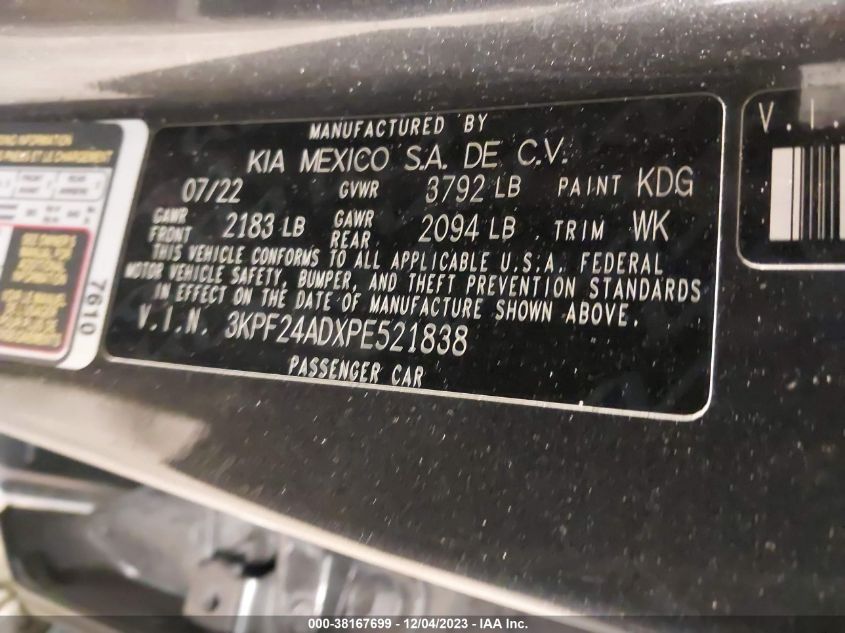 MANUFACTURED BY
KIA MEXICO S.A. DE C.V.
07/22 GVWR 3792 LB PAINT KDG
GAWR FRONT 2183 LB GAWR REAR 2094 LB TRIM WK
THIS VEHICLE CONFORMS TO ALL APPLICABLE U.S.A. FEDERAL
MOTOR VEHICLE SAFETY, BUMPER, AND THEFT PREVENTION STANDARDS
IN EFFECT ON THE DATE OF MANUFACTURE SHOWN ABOVE.
V.I.N. 3KPF24ADXPE521838
PASSENGER CAR
V.I.
INFORMATION
7610
000-38167699 - 12/04/2023 - IAA Inc.